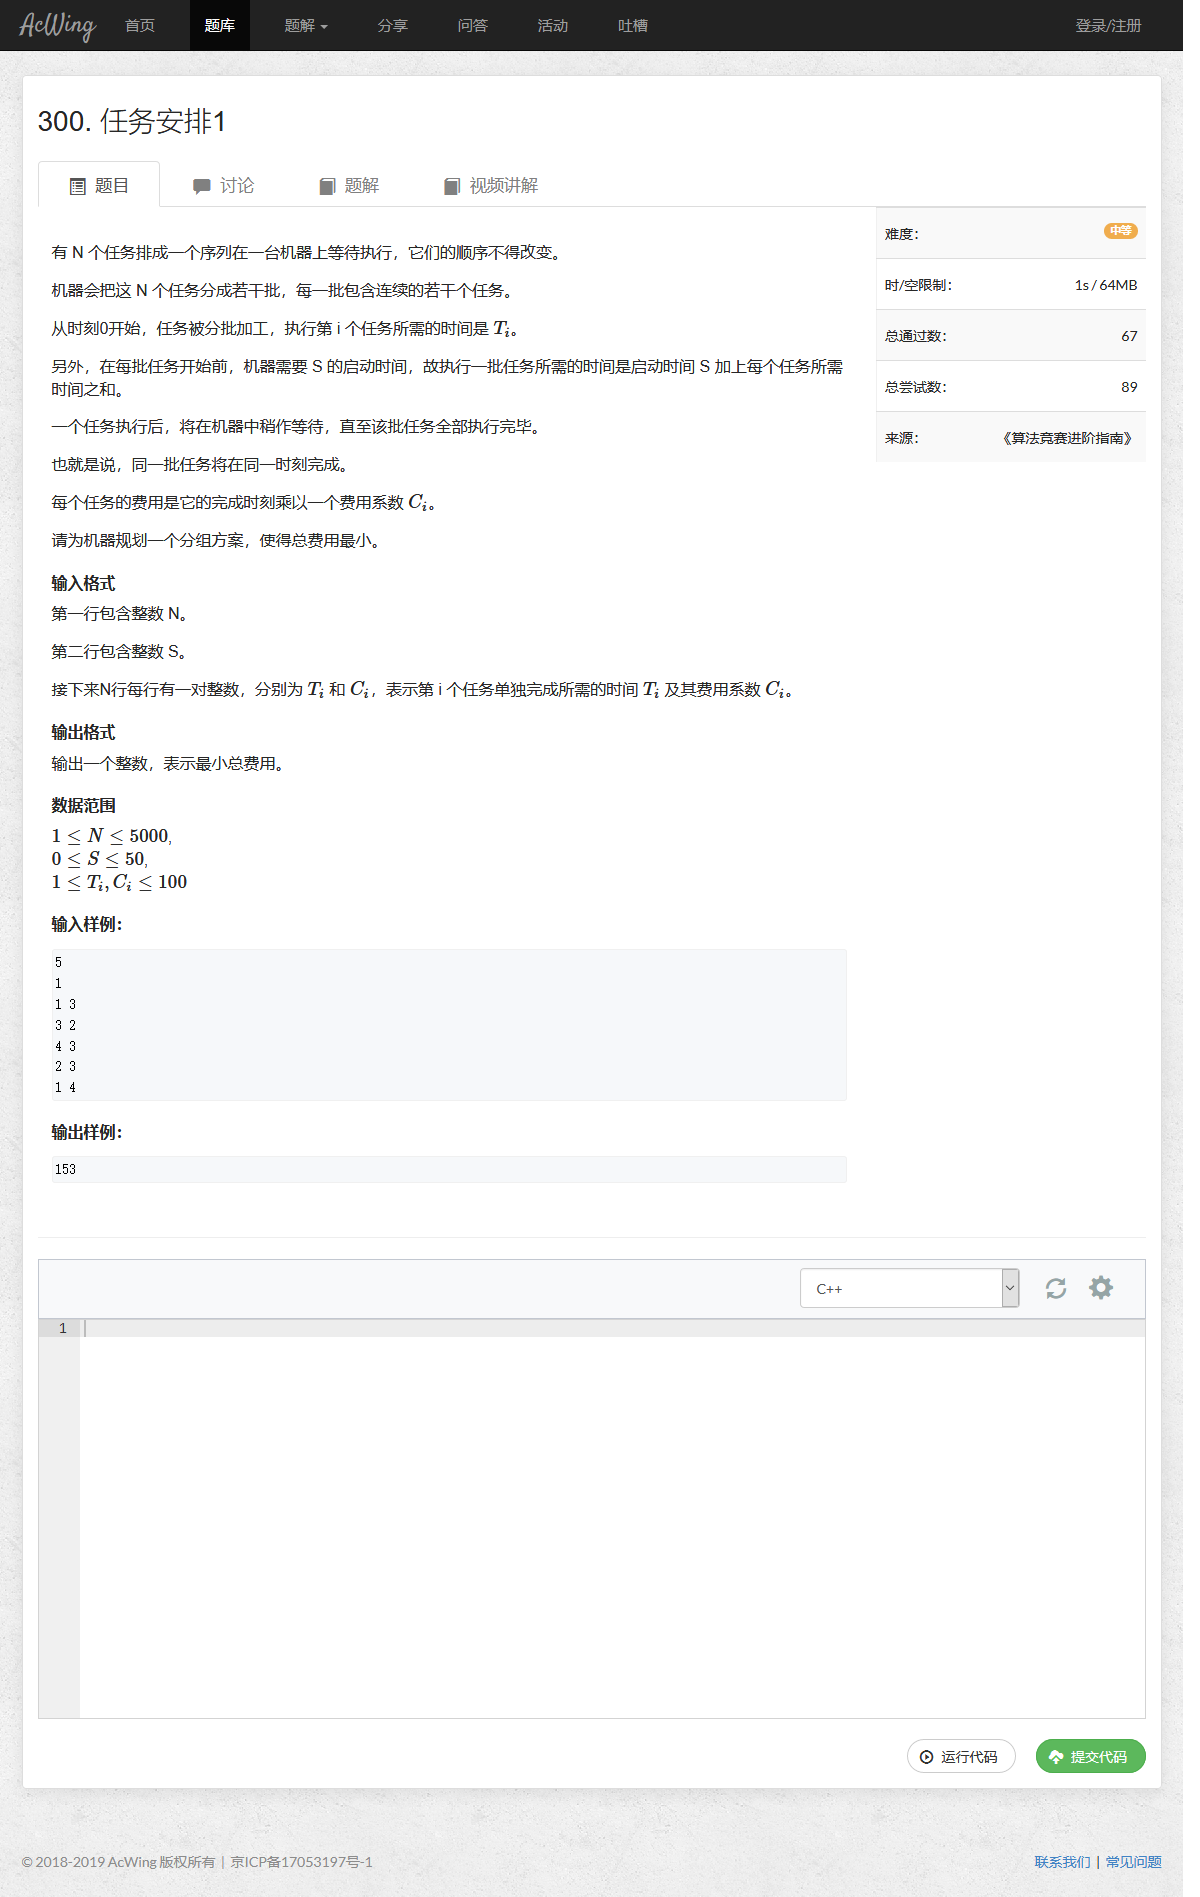 AcWing 首页 题库 题解 分享 问答 活动 吐槽 登录/注册
300. 任务安排1
题目 讨论 题解 视频讲解
有 N 个任务排成一个序列在一台机器上等待执行，它们的顺序不得改变。
机器会把这 N 个任务分成若干批，每一批包含连续的若干个任务。
从时刻0开始，任务被分批加工，执行第 i 个任务所需的时间是 Tᵢ。
另外，在每批任务开始前，机器需要 S 的启动时间，故执行一批任务所需的时间是启动时间 S 加上每个任务所需
时间之和。
一个任务执行后，将在机器中稍作等待，直至该批任务全部执行完毕。
也就是说，同一批任务将在同一时刻完成。
每个任务的费用是它的完成时刻乘以一个费用系数 Cᵢ。
请为机器规划一个分组方案，使得总费用最小。
输入格式
第一行包含整数 N。
第二行包含整数 S。
接下来N行每行有一对整数，分别为 Tᵢ 和 Cᵢ，表示第 i 个任务单独完成所需的时间 Tᵢ 及其费用系数 Cᵢ。
输出格式
输出一个整数，表示最小总费用。
数据范围
1 ≤ N ≤ 5000,
0 ≤ S ≤ 50,
1 ≤ Tᵢ, Cᵢ ≤ 100
输入样例：
5
1
1 3
3 2
4 3
2 3
1 4
输出样例：
153
难度： 中等
时/空限制： 1s / 64MB
总通过数： 67
总尝试数： 89
来源： 《算法竞赛进阶指南》
C++
1
运行代码 提交代码
© 2018-2019 AcWing 版权所有 | 京ICP备17053197号-1
联系我们 | 常见问题